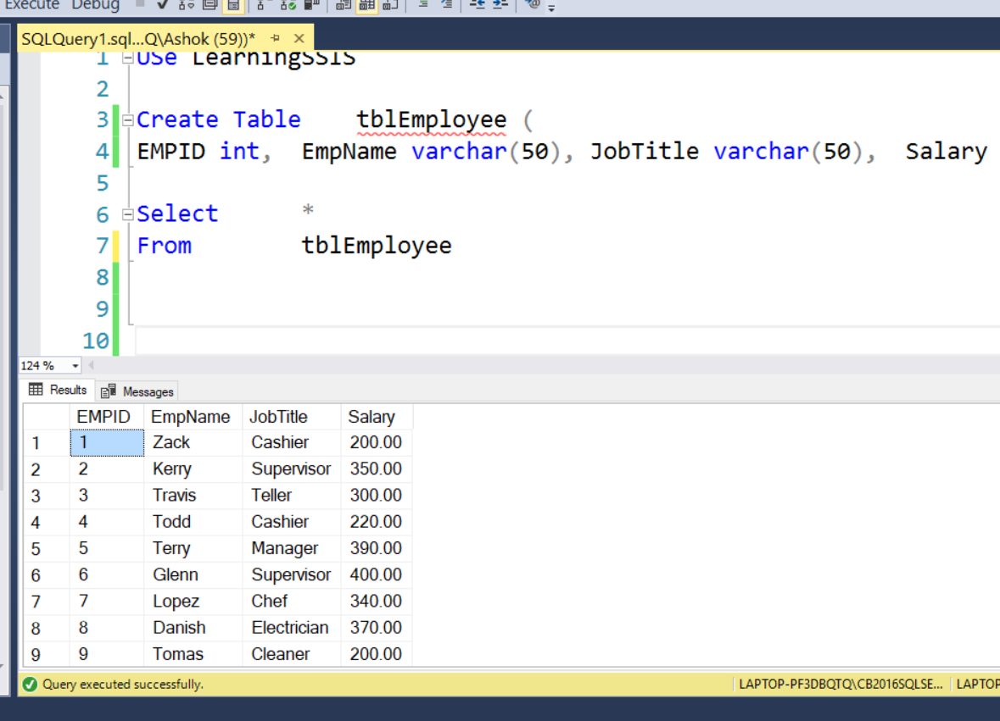 Execute Debug
SQLQuery1.sql...Q\Ashok (59))*
1 USe LearningSSIS
2
3 Create Table tblEmployee (
4 EMPID int, EmpName varchar(50), JobTitle varchar(50), Salary
5
6 Select *
7 From tblEmployee
8
9
10
124 %
Results Messages
EMPID EmpName JobTitle Salary
1 1 Zack Cashier 200.00
2 2 Kerry Supervisor 350.00
3 3 Travis Teller 300.00
4 4 Todd Cashier 220.00
5 5 Terry Manager 390.00
6 6 Glenn Supervisor 400.00
7 7 Lopez Chef 340.00
8 8 Danish Electrician 370.00
9 9 Tomas Cleaner 200.00
Query executed successfully. LAPTOP-PF3DBQTQ\CB2016SQLSE... LAPTOP